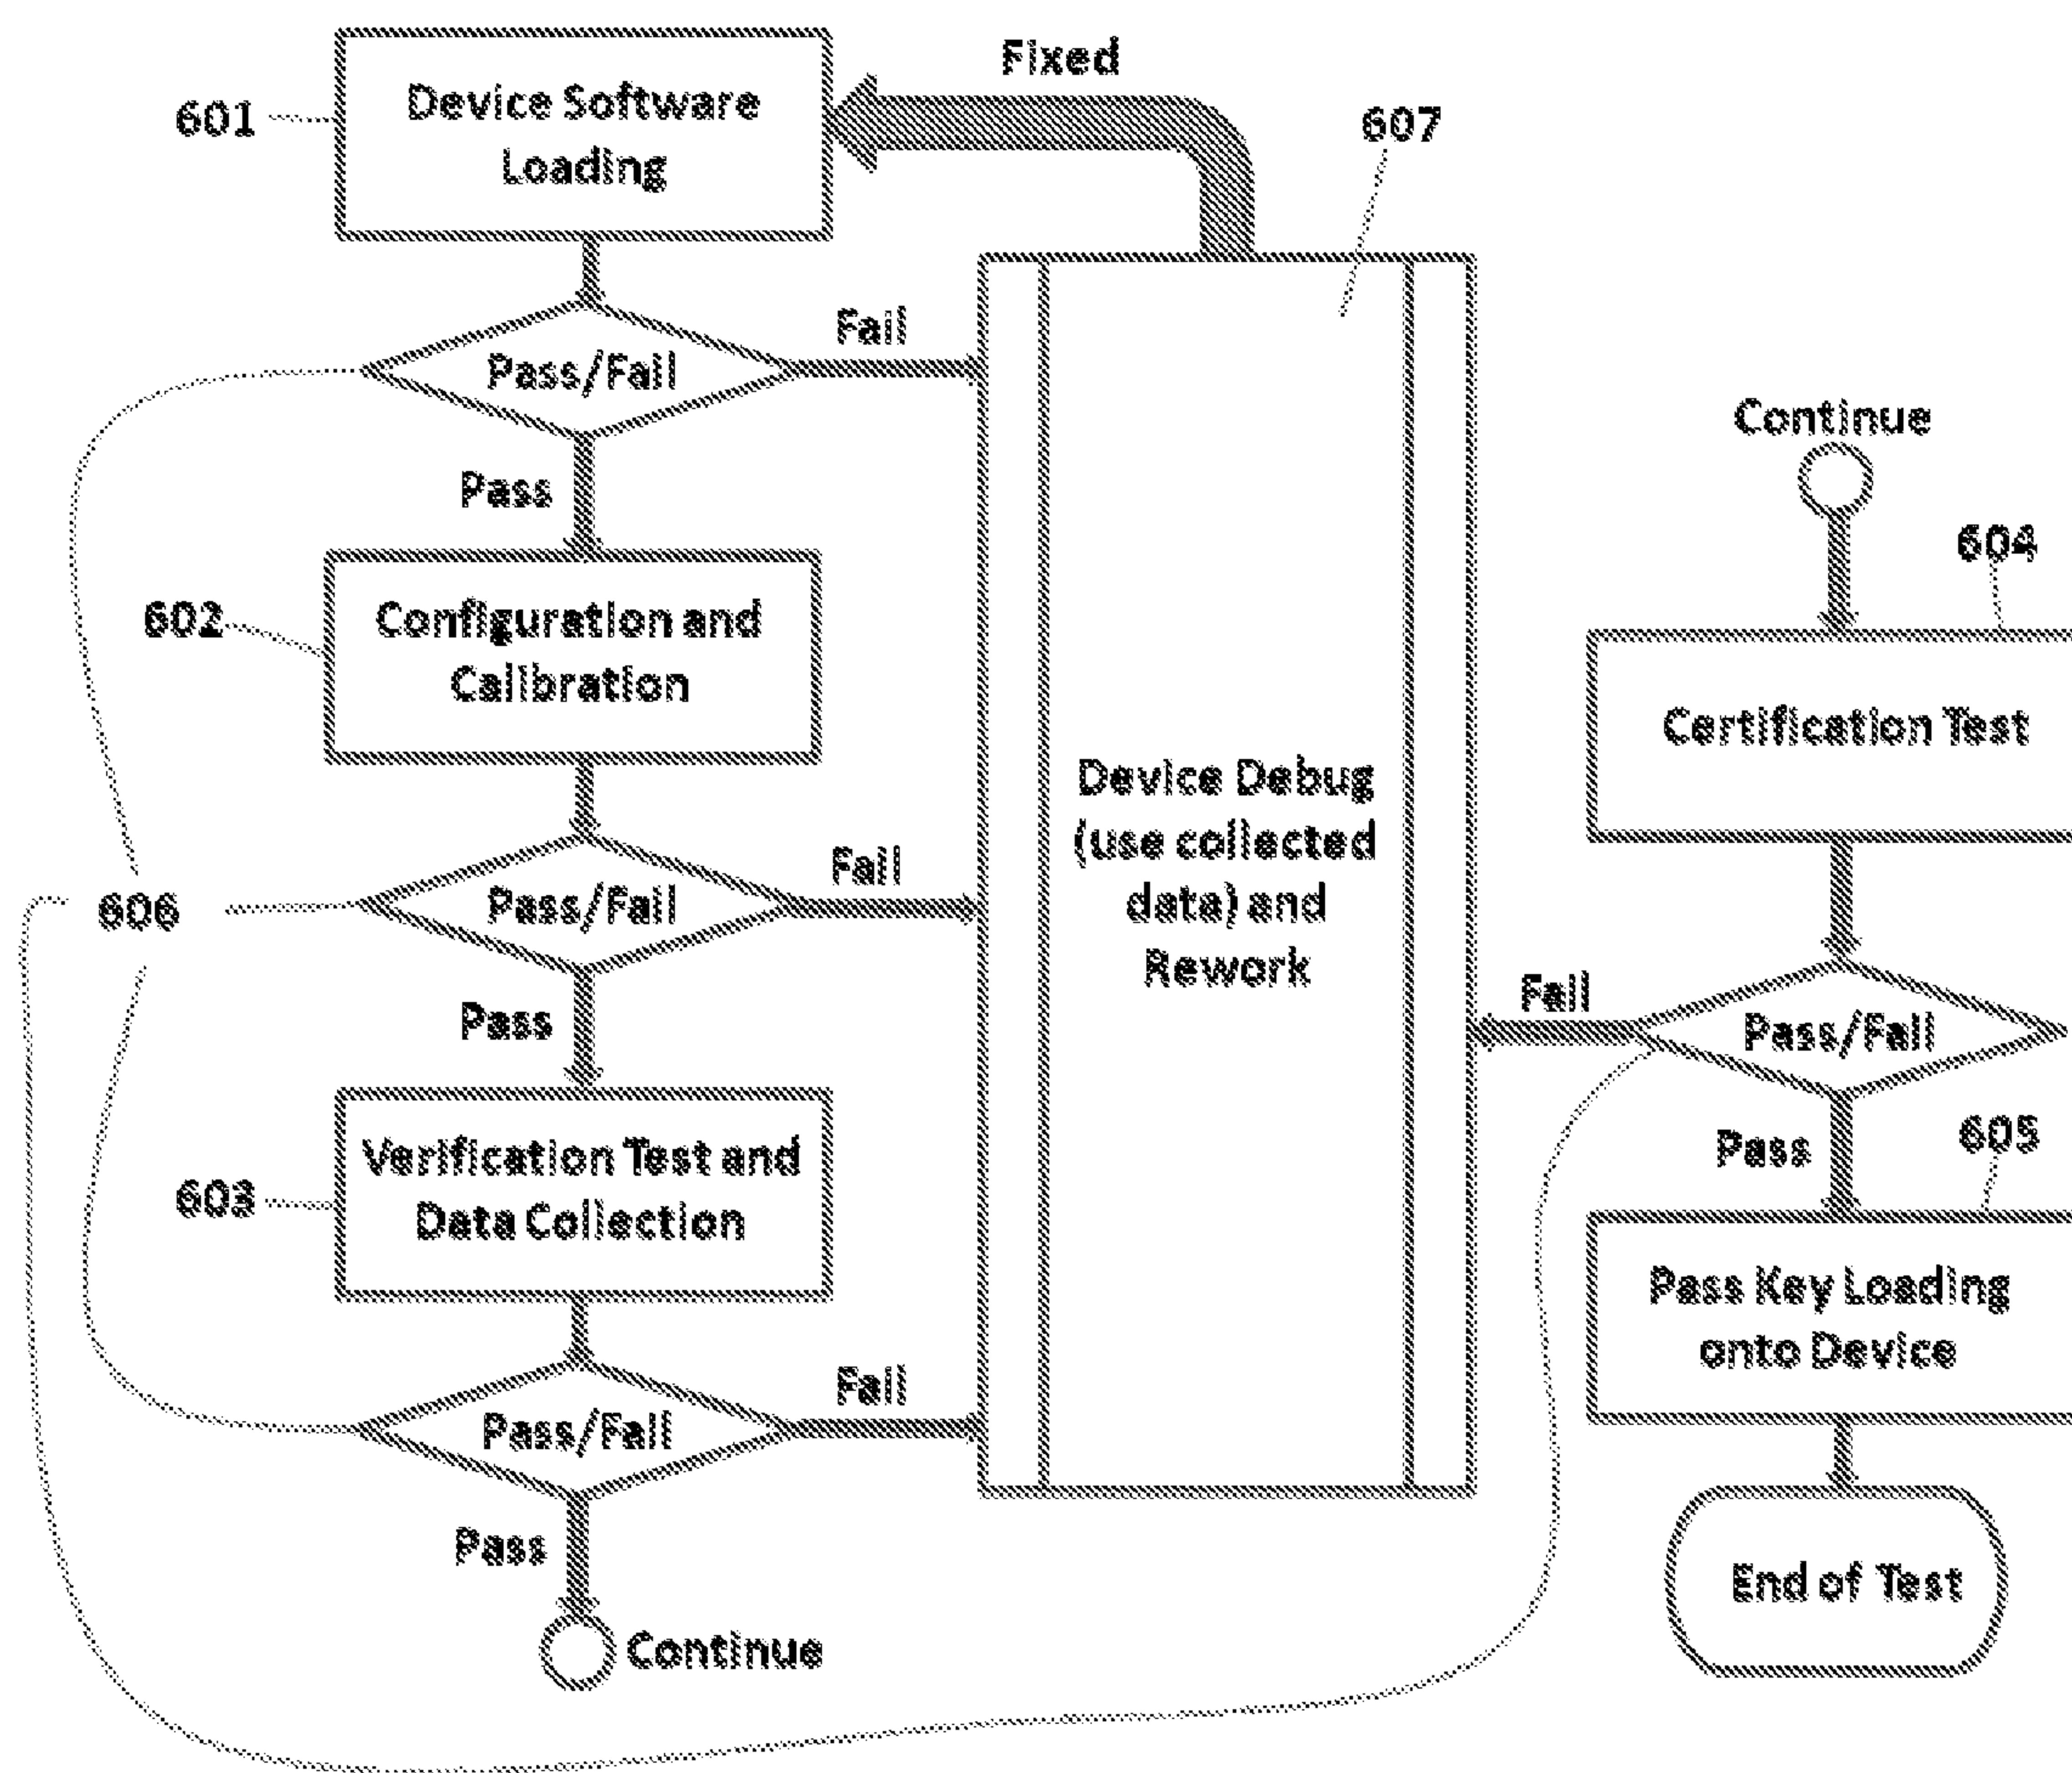 Fixed
601
Device Software
Loading
607
Fail
Pass/Fail
Pass
602
Configuration and
Calibration
Fail
606
Pass/Fail
Pass
603
Verification Test and
Data Collection
Fail
Pass/Fail
Pass
Continue
Device Debug
(use collected
data) and
Rework
Continue
604
Certification Test
Fail
Pass/Fail
Pass
605
Pass Key Loading
onto Device
End of Test